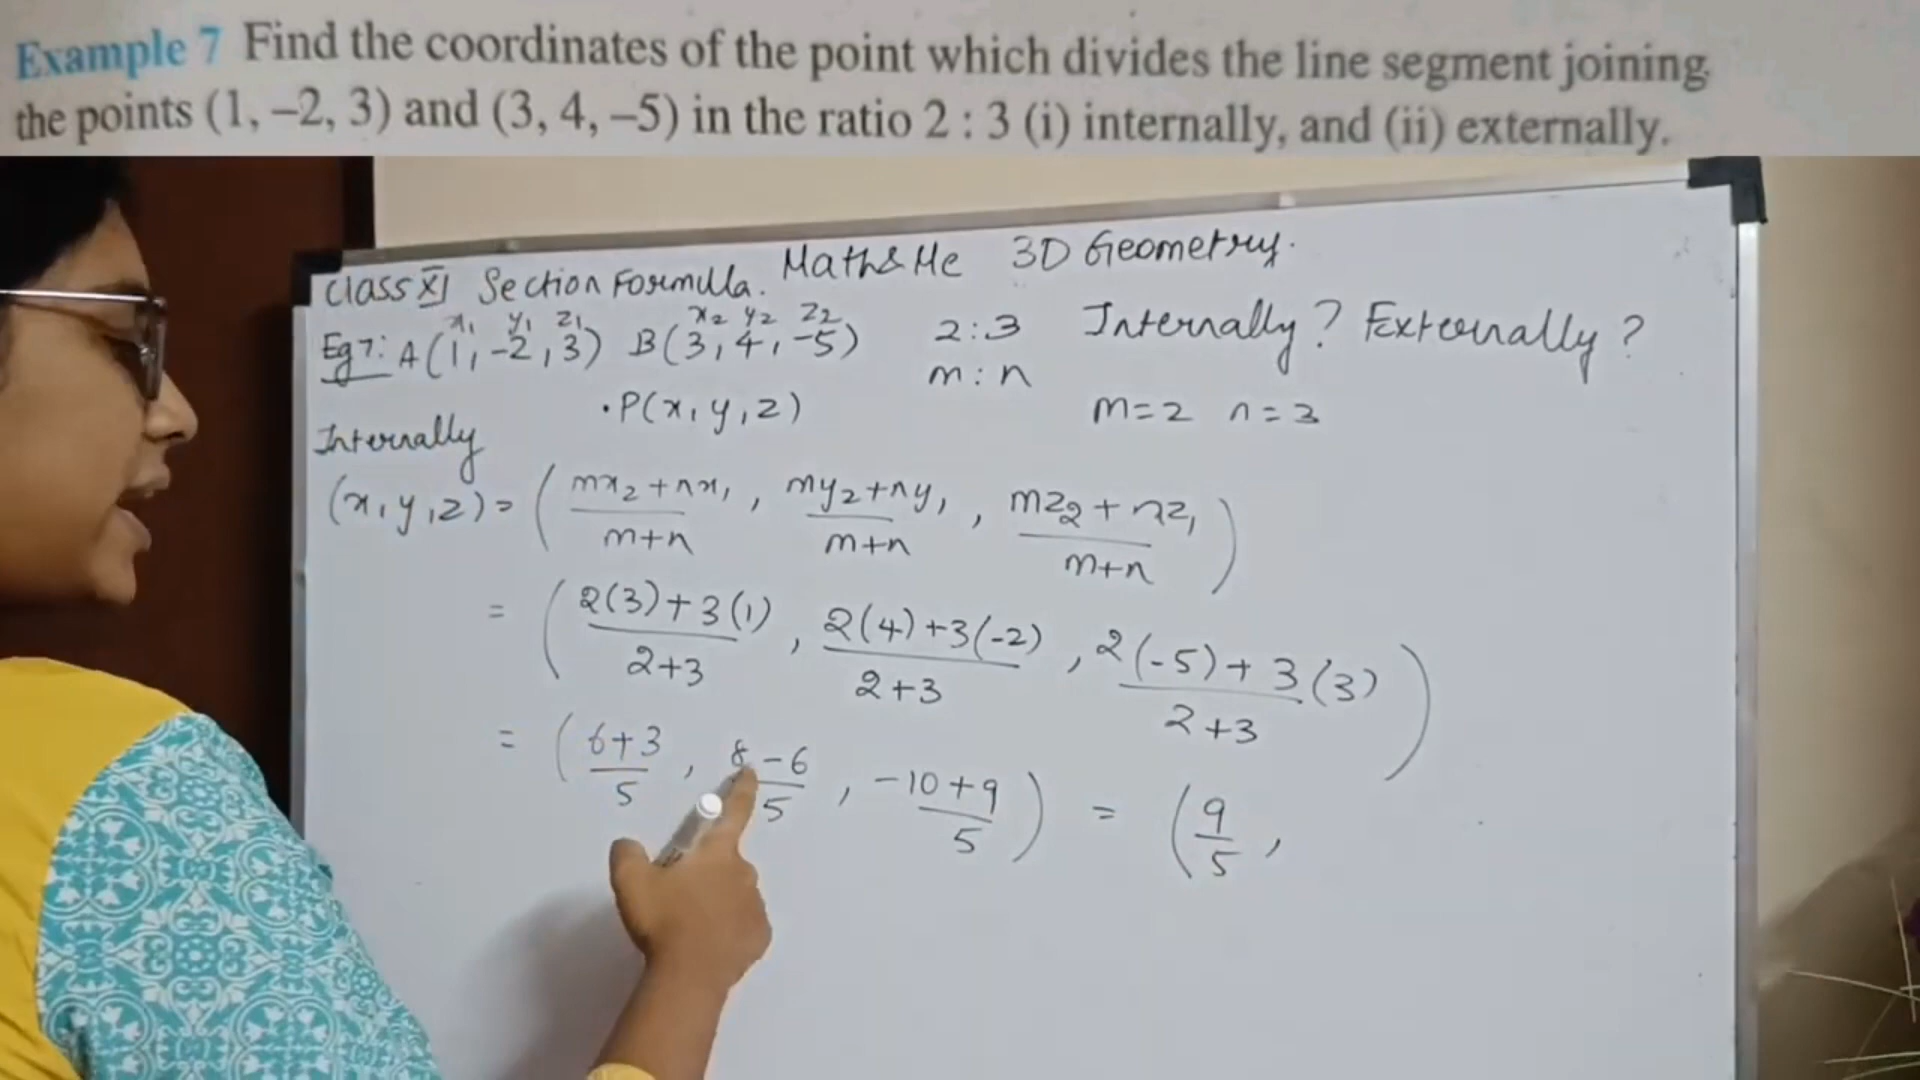 Example 7 Find the coordinates of the point which divides the line segment joining
the points (1, –2, 3) and (3, 4, –5) in the ratio 2 : 3 (i) internally, and (ii) externally.
Class XI Section Formula. Math&Me 3D Geometry.
x₁ y₁ z₁ x₂ y₂ z₂
Eg 7: A(1, -2, 3) B(3, 4, -5) 2:3 Internally? Externally?
m:n
.P(x, y, z) m=2 n=3
Internally
(x, y, z) = ( mx₂+nx₁/m+n , my₂+ny₁/m+n , mz₂+nz₁/m+n )
= ( 2(3)+3(1)/2+3 , 2(4)+3(-2)/2+3 , 2(-5)+3(3)/2+3 )
= ( 6+3/5 , 8-6/5 , -10+9/5 ) = ( 9/5 ,